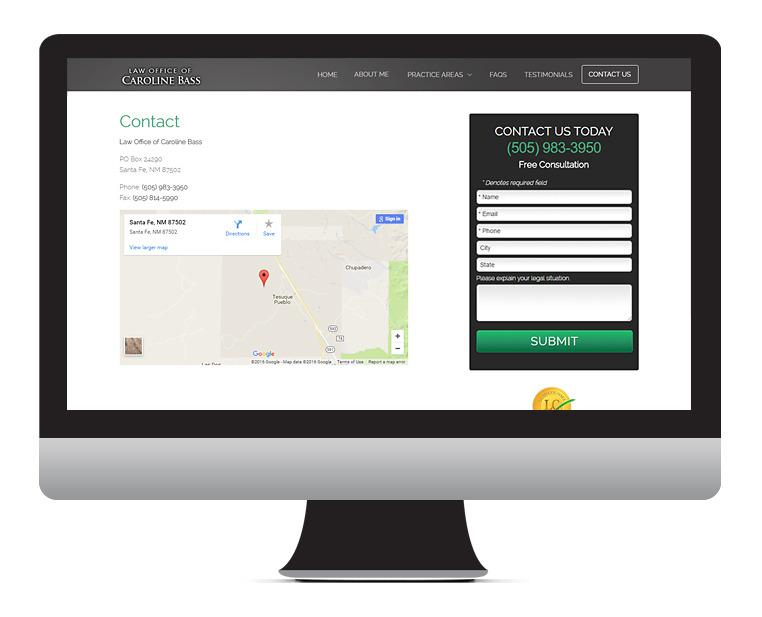 LAW OFFICE OF
CAROLINE BASS
HOME
ABOUT ME
PRACTICE AREAS
FAQS
TESTIMONIALS
CONTACT US
Contact
Law Office of Caroline Bass
PO Box 24290
Santa Fe, NM 87502
Phone: (505) 983-3950
Fax: (505) 814-5990
Santa Fe, NM 87502
Santa Fe, NM 87502
View larger map
Directions
Save
Sign in
Chupadero
Tesuque
Pueblo
592
74
591
+
−
Google
©2016 Google - Map data ©2016 Google
Terms of Use
Report a map error
CONTACT US TODAY
(505) 983-3950
Free Consultation
* Denotes required field
* Name
* Email
* Phone
City
State
Please explain your legal situation.
SUBMIT
LC